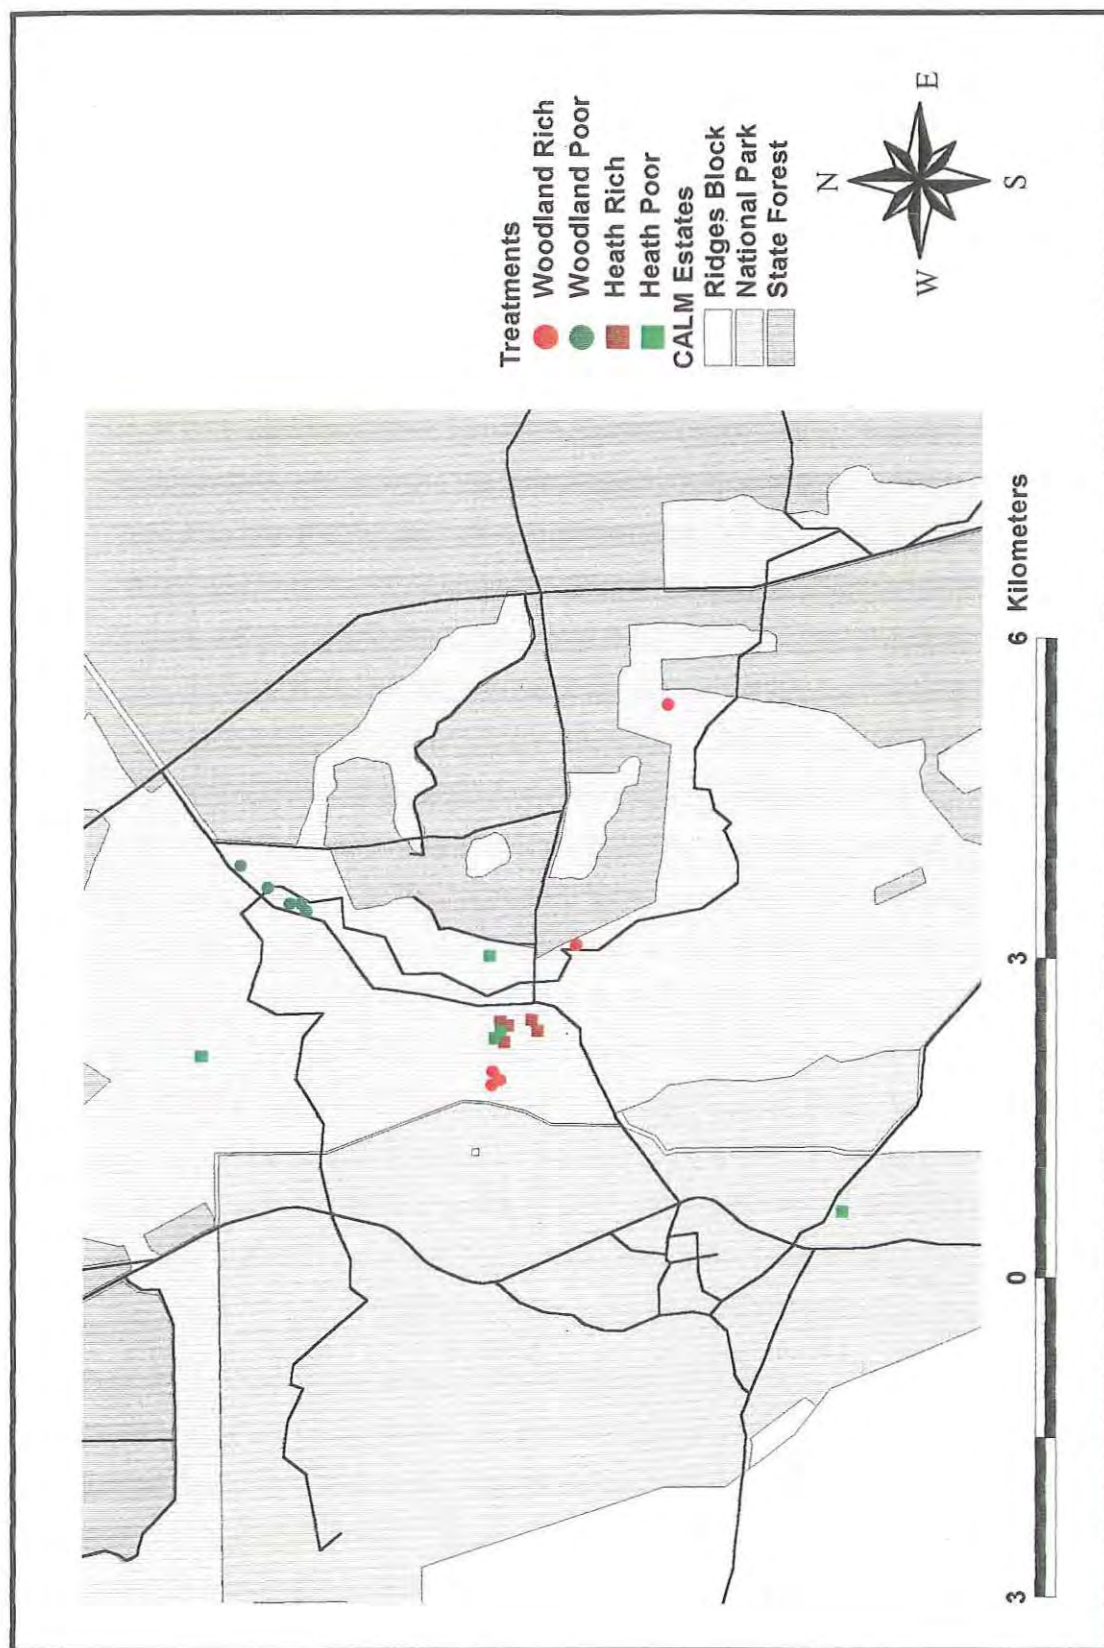 Treatments
Woodland Rich
Woodland Poor
Heath Rich
Heath Poor
CALM Estates
Ridges Block
National Park
State Forest
N
W E
S
3 0 3 6 Kilometers